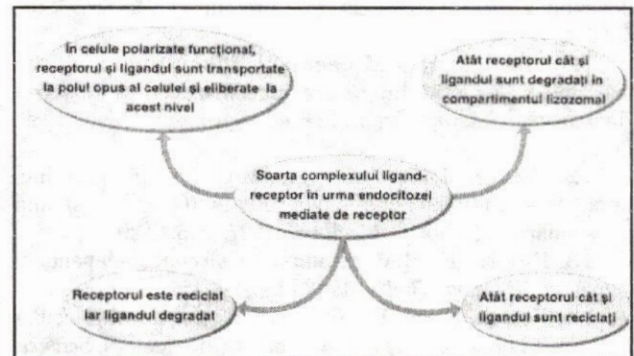 În celule polarizate funcțional,
receptorul și ligandul sunt transportate
la polul opus al celulei și eliberate la
acest nivel
Atât receptorul cât și
ligandul sunt degradați în
compartimentul lizozomal
Soarta complexului ligand-
receptor în urma endocitozei
mediate de receptor
Receptorul este reciclat
iar ligandul degradat
Atât receptorul cât și
ligandul sunt reciclați